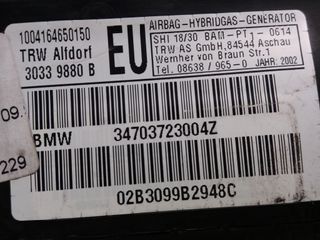 1004164650150
TRW Alfdorf
3033 9880 B
EU
AIRBAG-HYBRIDGAS-GENERATOR
SHI 18/30 BAM-PT1-0614
TRW AS GmbH,84544 Aschau
Wernher von Braun Str.1
Tel. 08638/ 965-0 JAHR:2002
09.
BMW 34703723004Z
229
02B3099B2948C